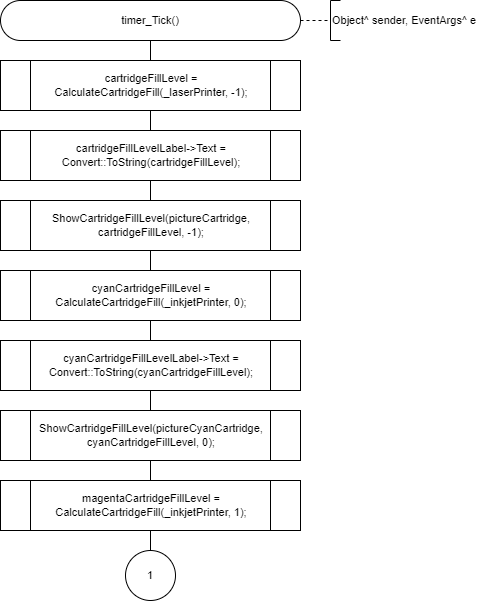 timer_Tick()
Object^ sender, EventArgs^ e
cartridgeFillLevel =
CalculateCartridgeFill(_laserPrinter, -1);
cartridgeFillLevelLabel->Text =
Convert::ToString(cartridgeFillLevel);
ShowCartridgeFillLevel(pictureCartridge,
cartridgeFillLevel, -1);
cyanCartridgeFillLevel =
CalculateCartridgeFill(_inkjetPrinter, 0);
cyanCartridgeFillLevelLabel->Text =
Convert::ToString(cyanCartridgeFillLevel);
ShowCartridgeFillLevel(pictureCyanCartridge,
cyanCartridgeFillLevel, 0);
magentaCartridgeFillLevel =
CalculateCartridgeFill(_inkjetPrinter, 1);
1